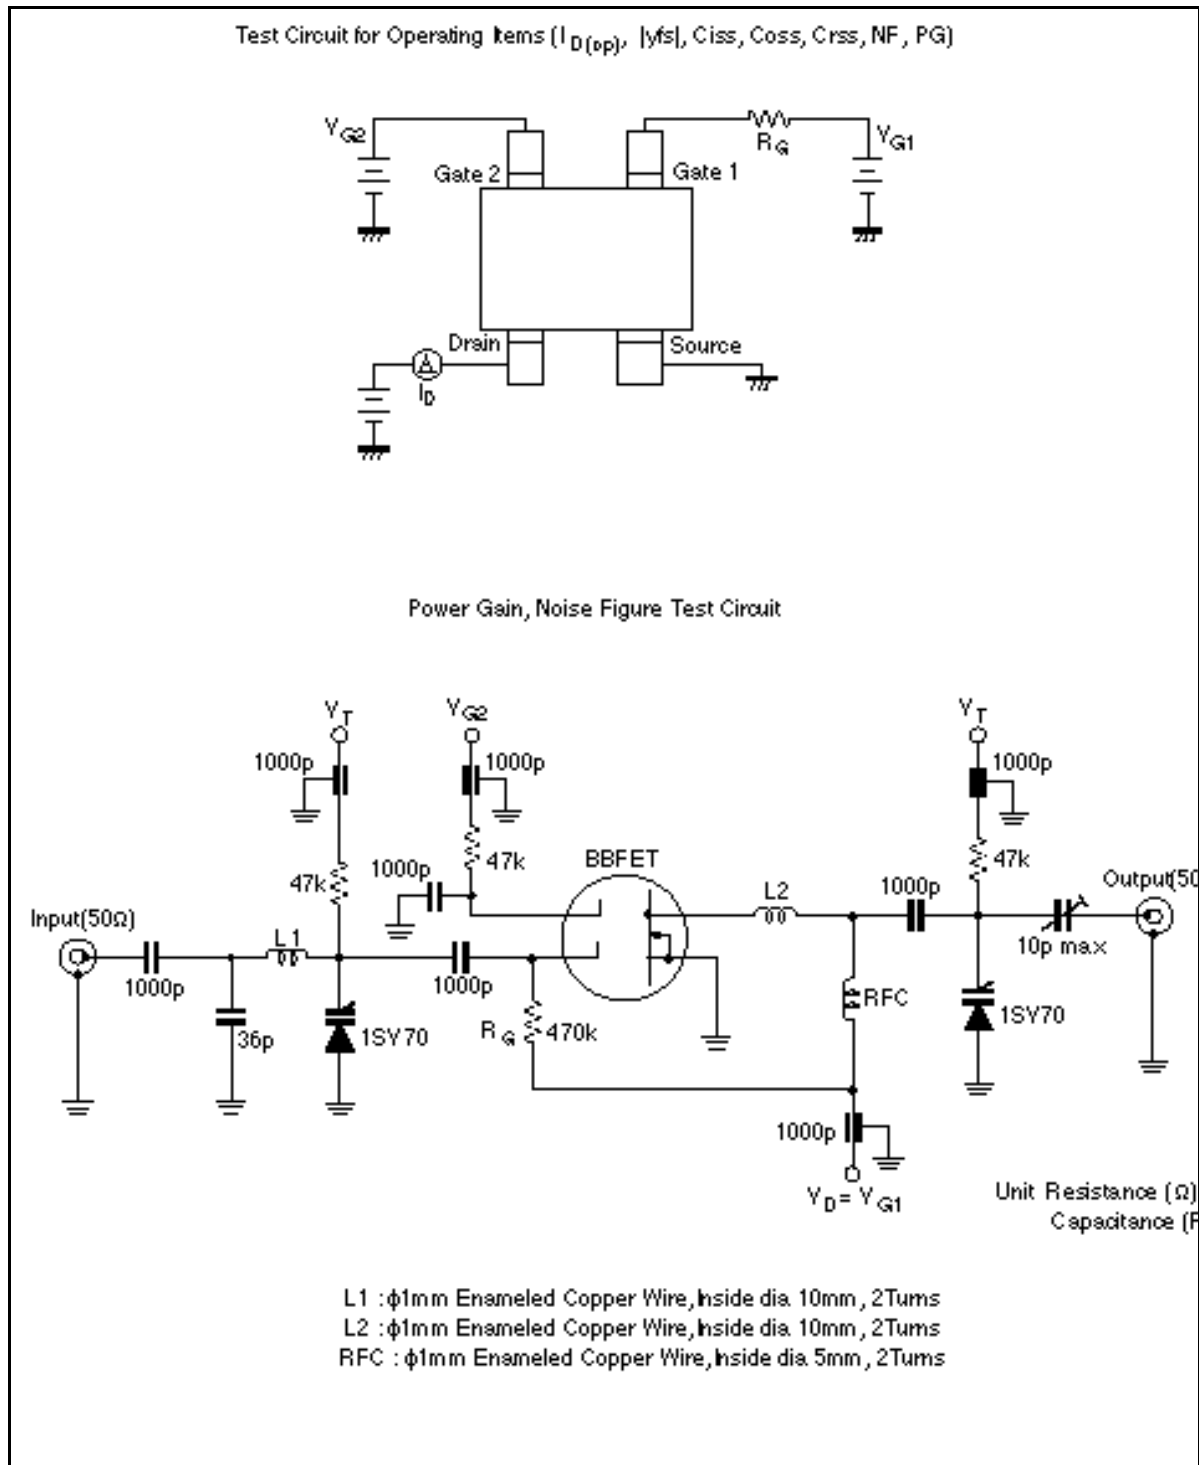 Test Circuit for Operating Items (I D(op), |yfs|, Ciss, Coss, Crss, NF, PG)
VG2
RG
VG1
Gate 2
Gate 1
Drain
Source
A
ID
Power Gain, Noise Figure Test Circuit
VT
VG2
VT
1000p
1000p
1000p
47k
47k
47k
1000p
BBFET
L2
1000p
Output(50
Input(50Ω)
L1
10p max
1000p
1000p
36p
1SV70
RG
470k
RFC
1SV70
1000p
VD = VG1
Unit Resistance (Ω)
Capacitance (F
L1 : ϕ1mm Enameled Copper Wire, Inside dia 10mm, 2Turns
L2 : ϕ1mm Enameled Copper Wire, Inside dia 10mm, 2Turns
RFC : ϕ1mm Enameled Copper Wire, Inside dia 5mm, 2Turns